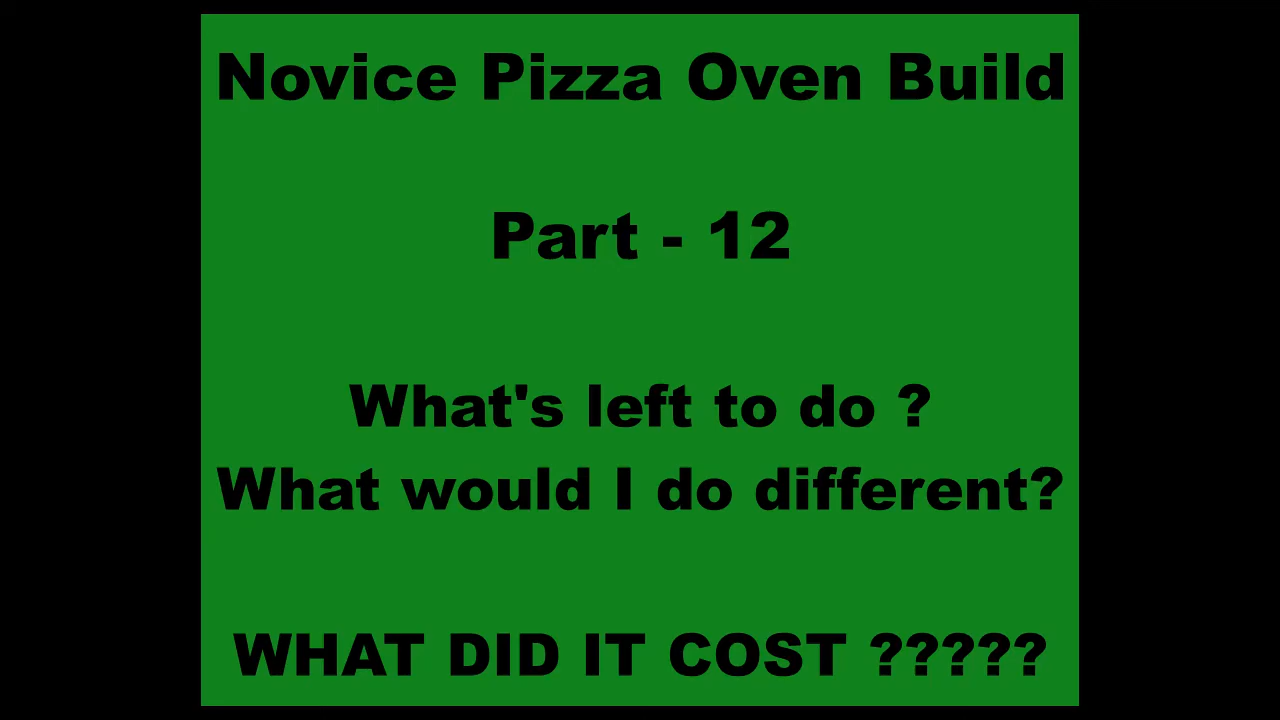 Novice Pizza Oven Build
Part - 12
What's left to do ?
What would I do different?
WHAT DID IT COST ?????